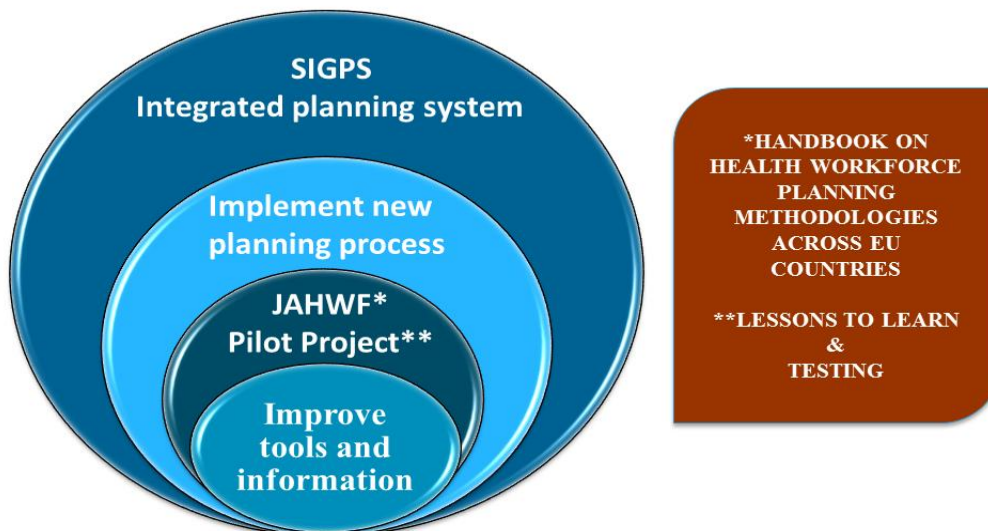 SIGPS
Integrated planning system
Implement new
planning process
JAHWF*
Pilot Project**
Improve
tools and
information
*HANDBOOK ON
HEALTH WORKFORCE
PLANNING
METHODOLOGIES
ACROSS EU
COUNTRIES
**LESSONS TO LEARN
&
TESTING